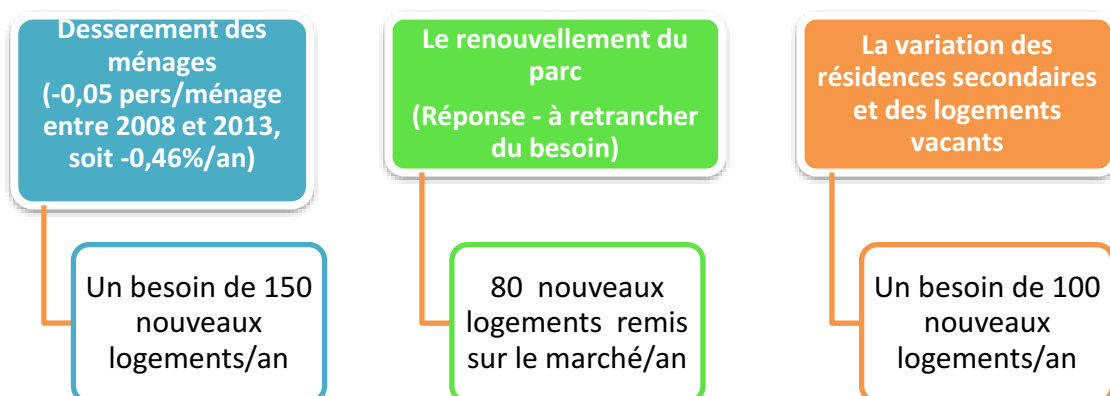 Desserement des
ménages
(-0,05 pers/ménage
entre 2008 et 2013,
soit -0,46%/an)
Un besoin de 150
nouveaux
logements/an
Le renouvellement du
parc
(Réponse - à retrancher
du besoin)
80 nouveaux
logements remis
sur le marché/an
La variation des
résidences secondaires
et des logements
vacants
Un besoin de 100
nouveaux
logements/an